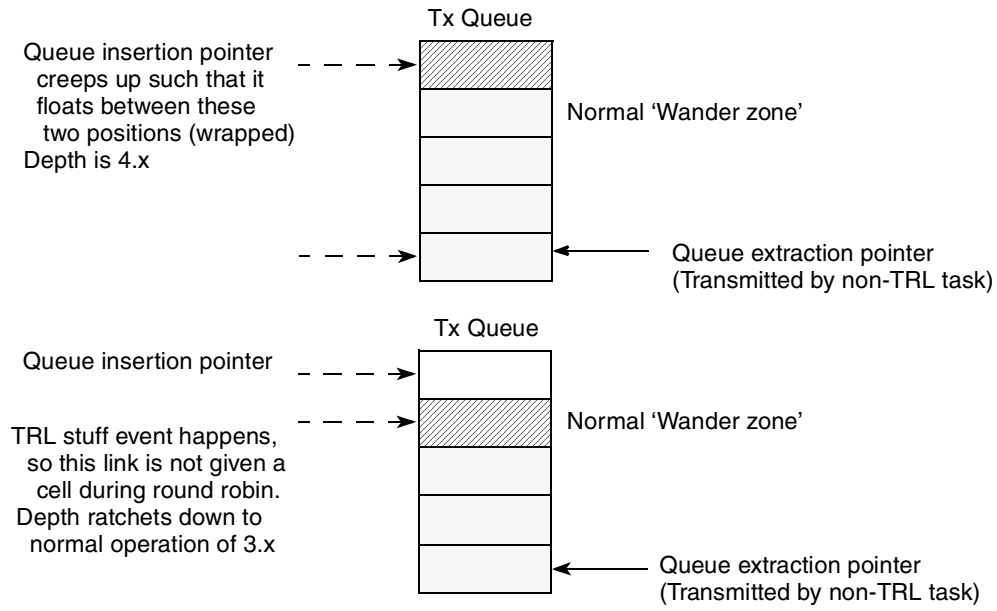 Tx Queue
Queue insertion pointer
creeps up such that it
floats between these
two positions (wrapped)
Depth is 4.x
Normal ‘Wander zone’
Queue extraction pointer
(Transmitted by non-TRL task)
Tx Queue
Queue insertion pointer
TRL stuff event happens,
so this link is not given a
cell during round robin.
Depth ratchets down to
normal operation of 3.x
Normal ‘Wander zone’
Queue extraction pointer
(Transmitted by non-TRL task)